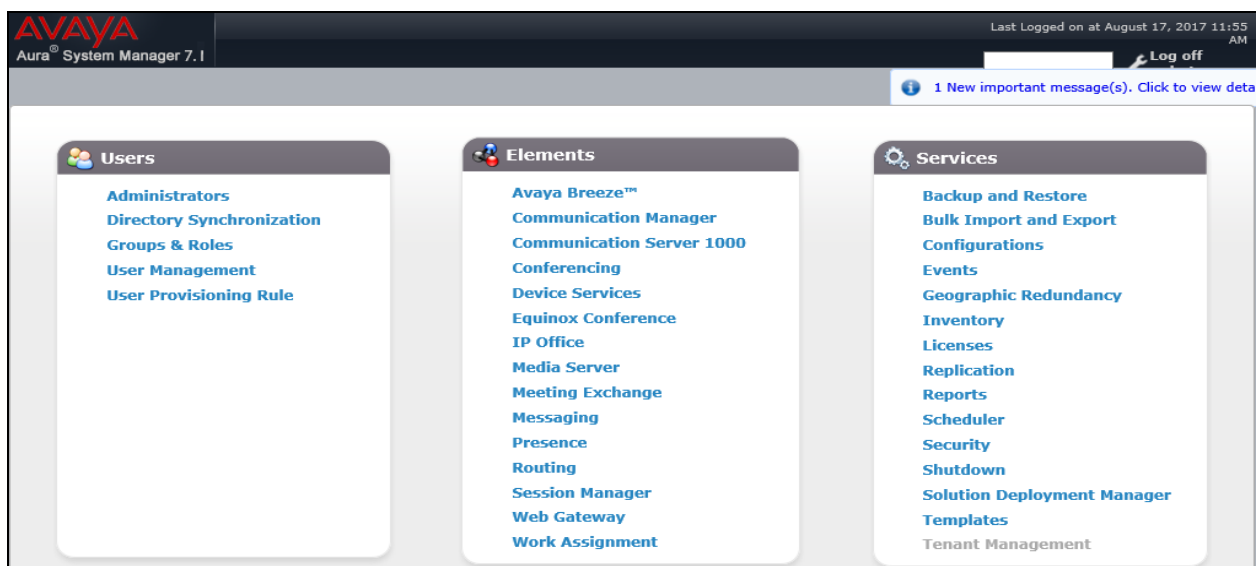 AVAYA
Aura® System Manager 7.1
Last Logged on at August 17, 2017 11:55
AM
Log off
1 New important message(s). Click to view deta
Users
Administrators
Directory Synchronization
Groups & Roles
User Management
User Provisioning Rule
Elements
Avaya Breeze™
Communication Manager
Communication Server 1000
Conferencing
Device Services
Equinox Conference
IP Office
Media Server
Meeting Exchange
Messaging
Presence
Routing
Session Manager
Web Gateway
Work Assignment
Services
Backup and Restore
Bulk Import and Export
Configurations
Events
Geographic Redundancy
Inventory
Licenses
Replication
Reports
Scheduler
Security
Shutdown
Solution Deployment Manager
Templates
Tenant Management